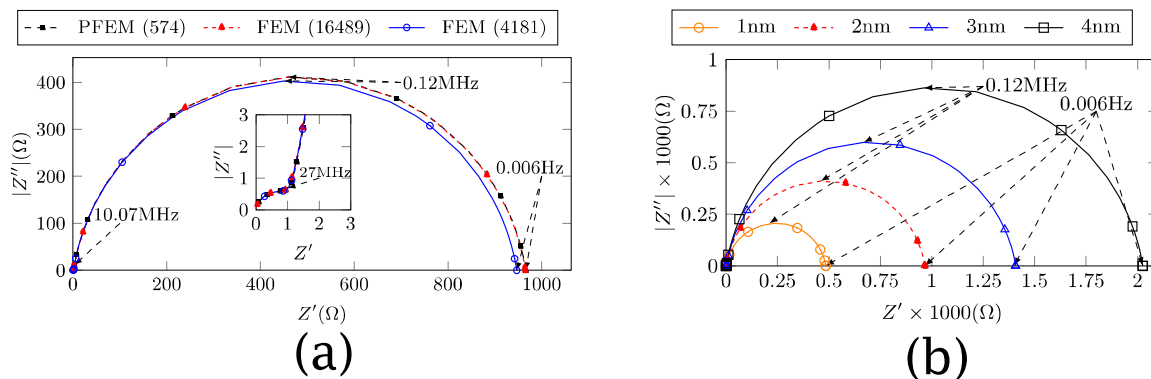 PFEM (574) FEM (16489) FEM (4181)
400
300
200
100
0
|Z′′|(Ω)
0.12MHz
0.006Hz
10.07MHz
3
2
1
0
|Z′′|
27MHz
0 1 2 3
Z′
0 200 400 600 800 1000
Z′(Ω)
(a)
1nm 2nm 3nm 4nm
1
0.75
0.5
0.25
0
|Z′′| × 1000(Ω)
0.12MHz
0.006Hz
0 0.25 0.5 0.75 1 1.25 1.5 1.75 2
Z′ × 1000(Ω)
(b)